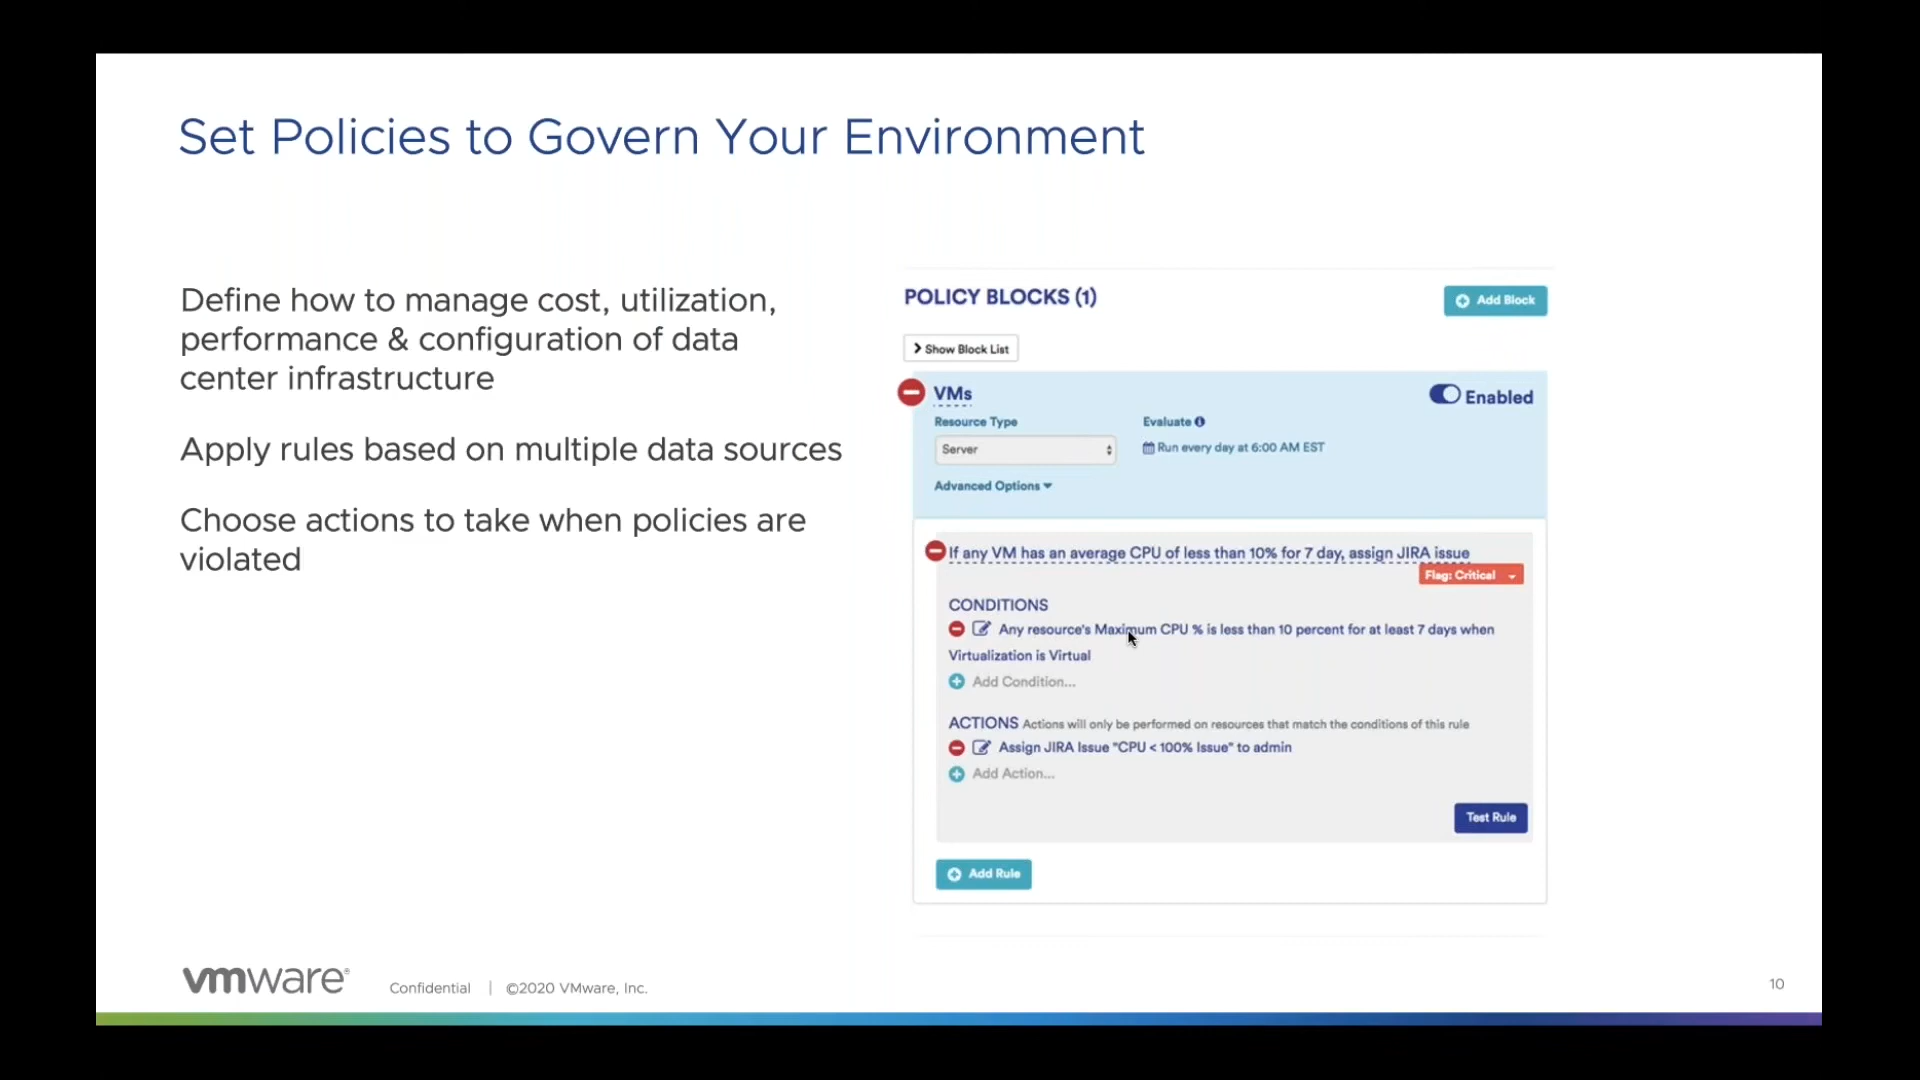 Set Policies to Govern Your Environment
Define how to manage cost, utilization,
performance & configuration of data
center infrastructure
Apply rules based on multiple data sources
Choose actions to take when policies are
violated
POLICY BLOCKS (1)
Add Block
Show Block List
VMs
Enabled
Resource Type
Evaluate
Server
Run every day at 6:00 AM EST
Advanced Options
If any VM has an average CPU of less than 10% for 7 day, assign JIRA issue
Flag: Critical
CONDITIONS
Any resource's Maximum CPU % is less than 10 percent for at least 7 days when
Virtualization is Virtual
Add Condition...
ACTIONS Actions will only be performed on resources that match the conditions of this rule
Assign JIRA Issue "CPU < 100% Issue" to admin
Add Action...
Test Rule
Add Rule
vmware®
Confidential | ©2020 VMware, Inc.
10